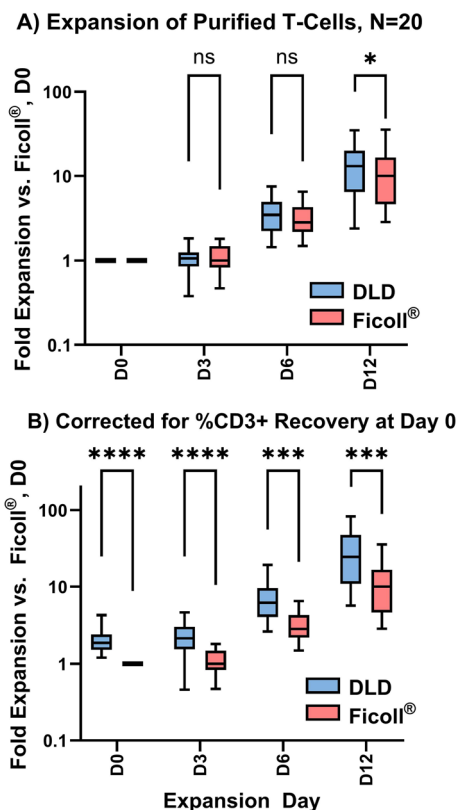 A) Expansion of Purified T-Cells, N=20
Fold Expansion vs. Ficoll®, D0
ns ns *
100
10
1
0.1
DLD
Ficoll®
D0 D3 D6 D12
B) Corrected for %CD3+ Recovery at Day 0
Fold Expansion vs. Ficoll®, D0
**** **** *** ***
100
10
1
0.1
DLD
Ficoll®
D0 D3 D6 D12
Expansion Day